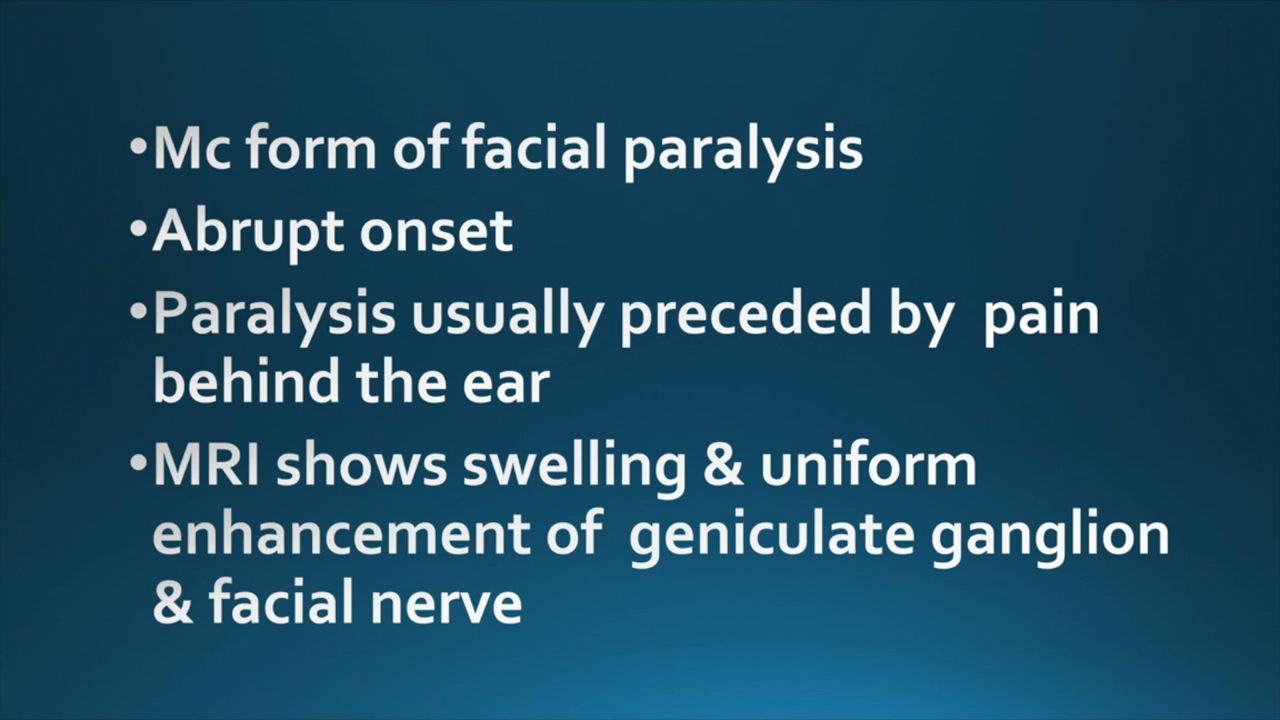 •Mc form of facial paralysis
•Abrupt onset
•Paralysis usually preceded by  pain
behind the ear
•MRI shows swelling & uniform
enhancement of  geniculate ganglion
& facial nerve